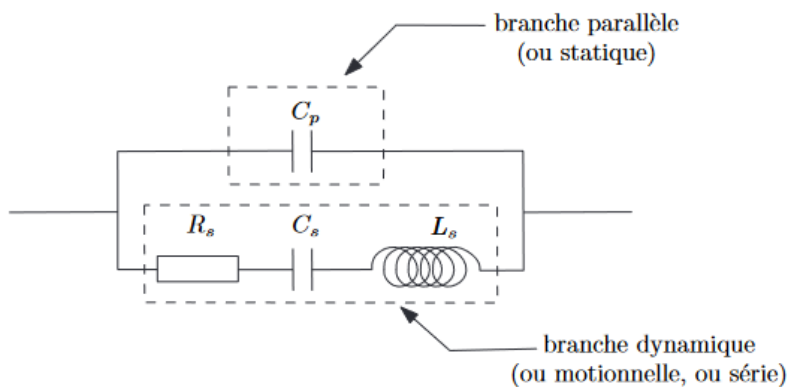 branche parallèle
(ou statique)
C_p
R_s
C_s
L_s
branche dynamique
(ou motionnelle, ou série)